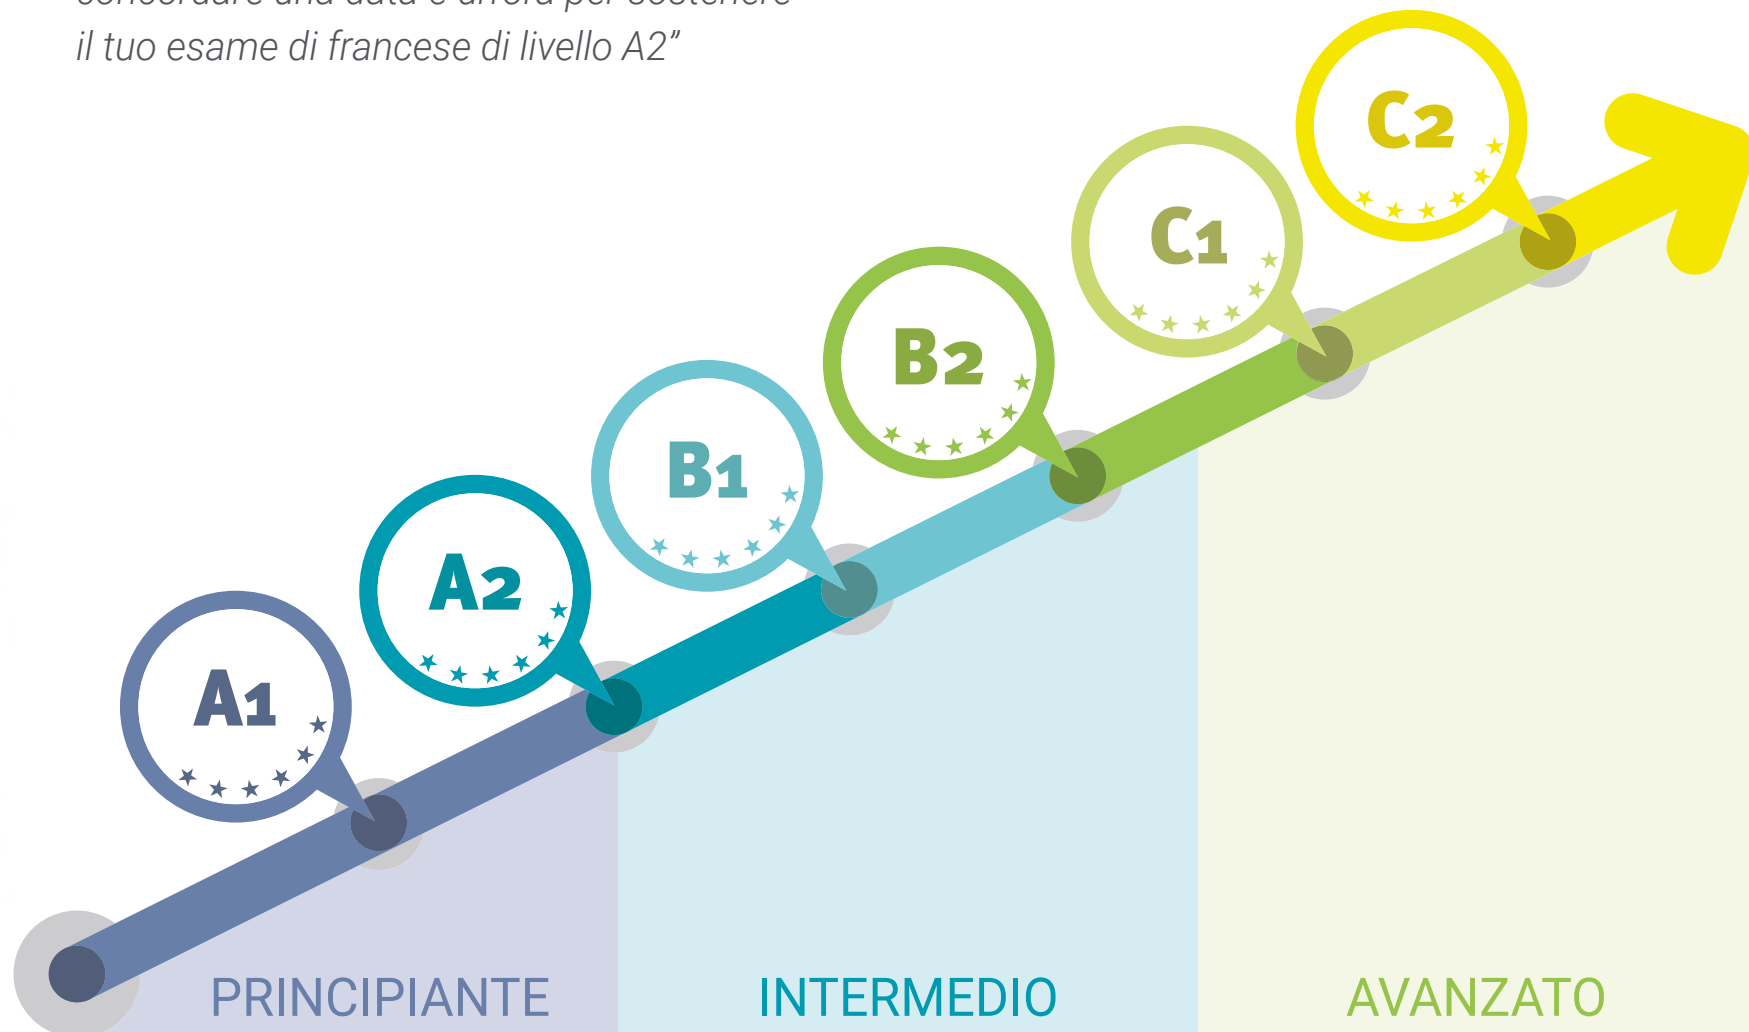 il tuo esame di francese di livello A2”
C2
C1
B2
B1
A2
A1
PRINCIPIANTE INTERMEDIO AVANZATO